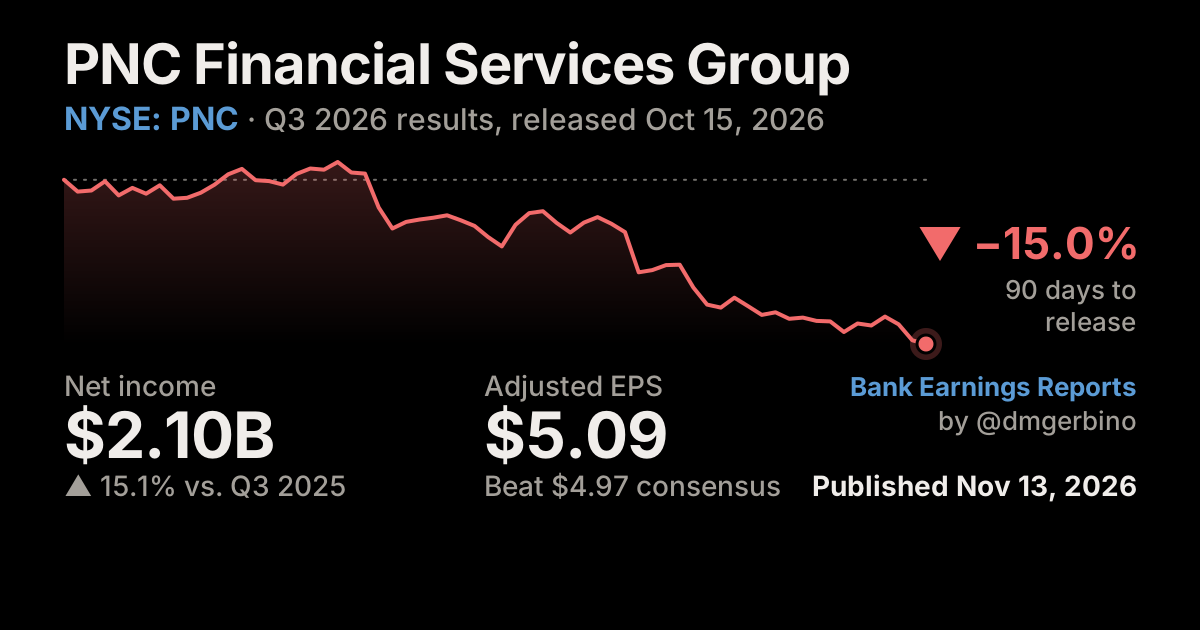 PNC Financial Services Group
NYSE: PNC · Q3 2026 results, released Oct 15, 2026
▼ −15.0%
90 days to
release
Net income
$2.10B
▲ 15.1% vs. Q3 2025
Adjusted EPS
$5.09
Beat $4.97 consensus
Bank Earnings Reports
by @dmgerbino
Published Nov 13, 2026